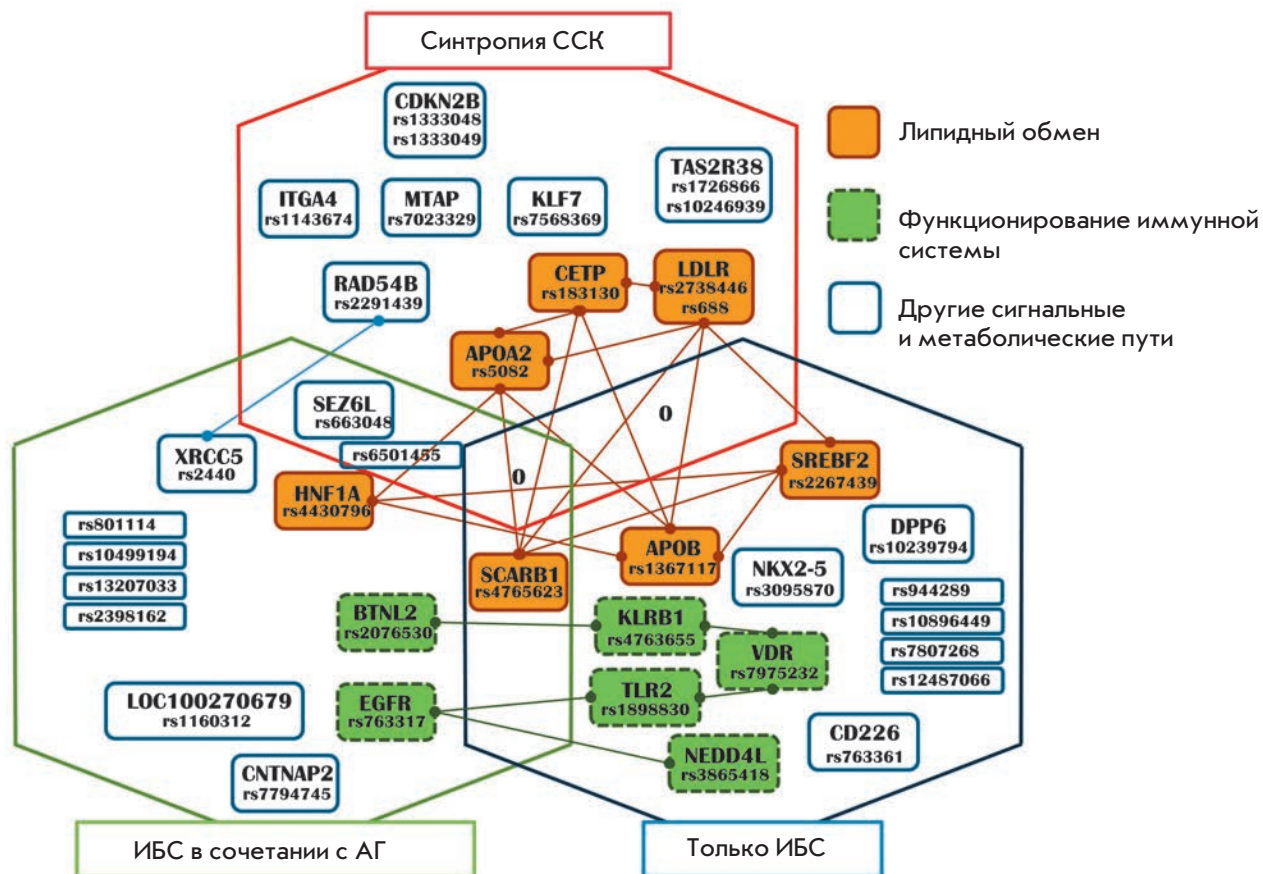 Синтропия ССК
CDKN2B
rs1333048
rs1333049
ITGA4
rs1143674
MTAP
rs7023329
KLF7
rs7568369
TAS2R38
rs1726866
rs10246939
Липидный обмен
Функционирование иммунной
системы
Другие сигнальные
и метаболические пути
RAD54B
rs2291439
CETP
rs183130
LDLR
rs2738446
rs688
APOA2
rs5082
SEZ6L
rs663048
0
XRCC5
rs2440
rs6501455
0
HNF1A
rs4430796
SREBF2
rs2267439
rs801114
rs10499194
rs13207033
rs2398162
SCARB1
rs4765623
APOB
rs1367117
NKX2-5
rs3095870
DPP6
rs10239794
rs944289
rs10896449
rs7807268
rs12487066
BTNL2
rs2076530
KLRB1
rs4763655
VDR
rs7975232
LOC100270679
rs1160312
EGFR
rs763317
TLR2
rs1898830
NEDD4L
rs3865418
CD226
rs763361
CNTNAP2
rs7794745
ИБС в сочетании с АГ
Только ИБС